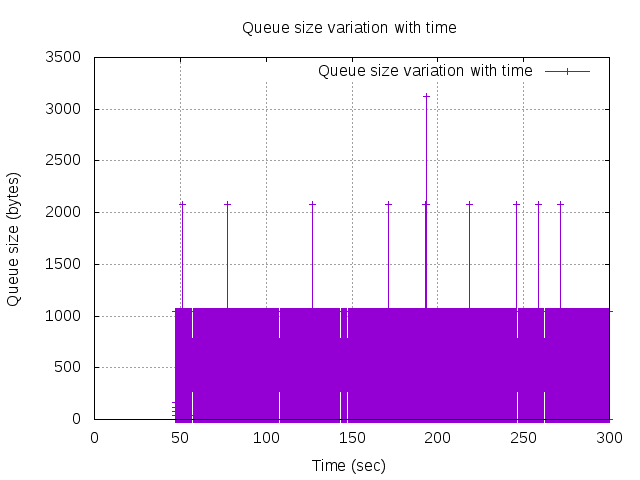 Queue size variation with time
Queue size variation with time
3500
3000
2500
2000
1500
1000
500
0
Queue size (bytes)
0 50 100 150 200 250 300
Time (sec)